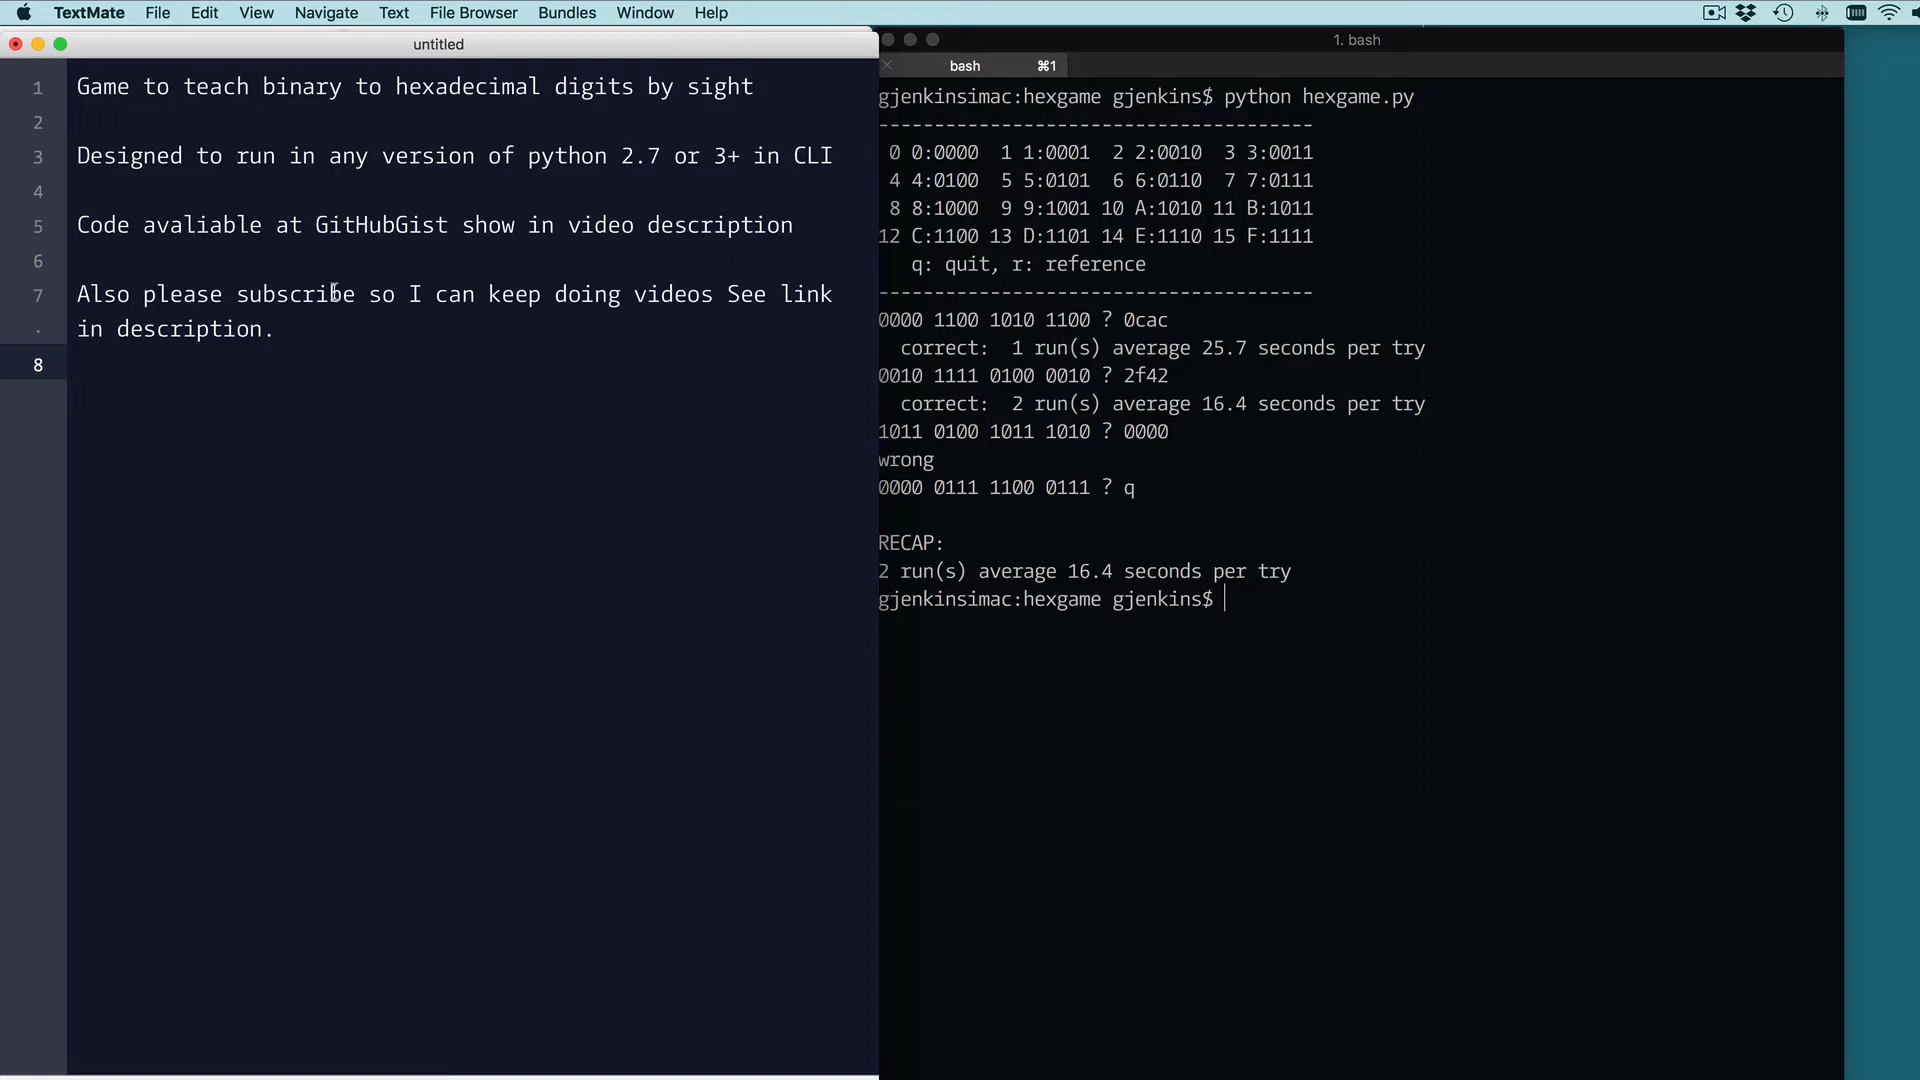 TextMate File Edit View Navigate Text File Browser Bundles Window Help
untitled
1 Game to teach binary to hexadecimal digits by sight
2
3 Designed to run in any version of python 2.7 or 3+ in CLI
4
5 Code avaliable at GitHubGist show in video description
6
7 Also please subscribe so I can keep doing videos See link
. in description.
8
1. bash
bash ⌘1
gjenkinsimac:hexgame gjenkins$ python hexgame.py
---------------------------------------
0 0:0000 1 1:0001 2 2:0010 3 3:0011
4 4:0100 5 5:0101 6 6:0110 7 7:0111
8 8:1000 9 9:1001 10 A:1010 11 B:1011
12 C:1100 13 D:1101 14 E:1110 15 F:1111
q: quit, r: reference
---------------------------------------
0000 1100 1010 1100 ? 0cac
correct: 1 run(s) average 25.7 seconds per try
0010 1111 0100 0010 ? 2f42
correct: 2 run(s) average 16.4 seconds per try
1011 0100 1011 1010 ? 0000
wrong
0000 0111 1100 0111 ? q
RECAP:
2 run(s) average 16.4 seconds per try
gjenkinsimac:hexgame gjenkins$